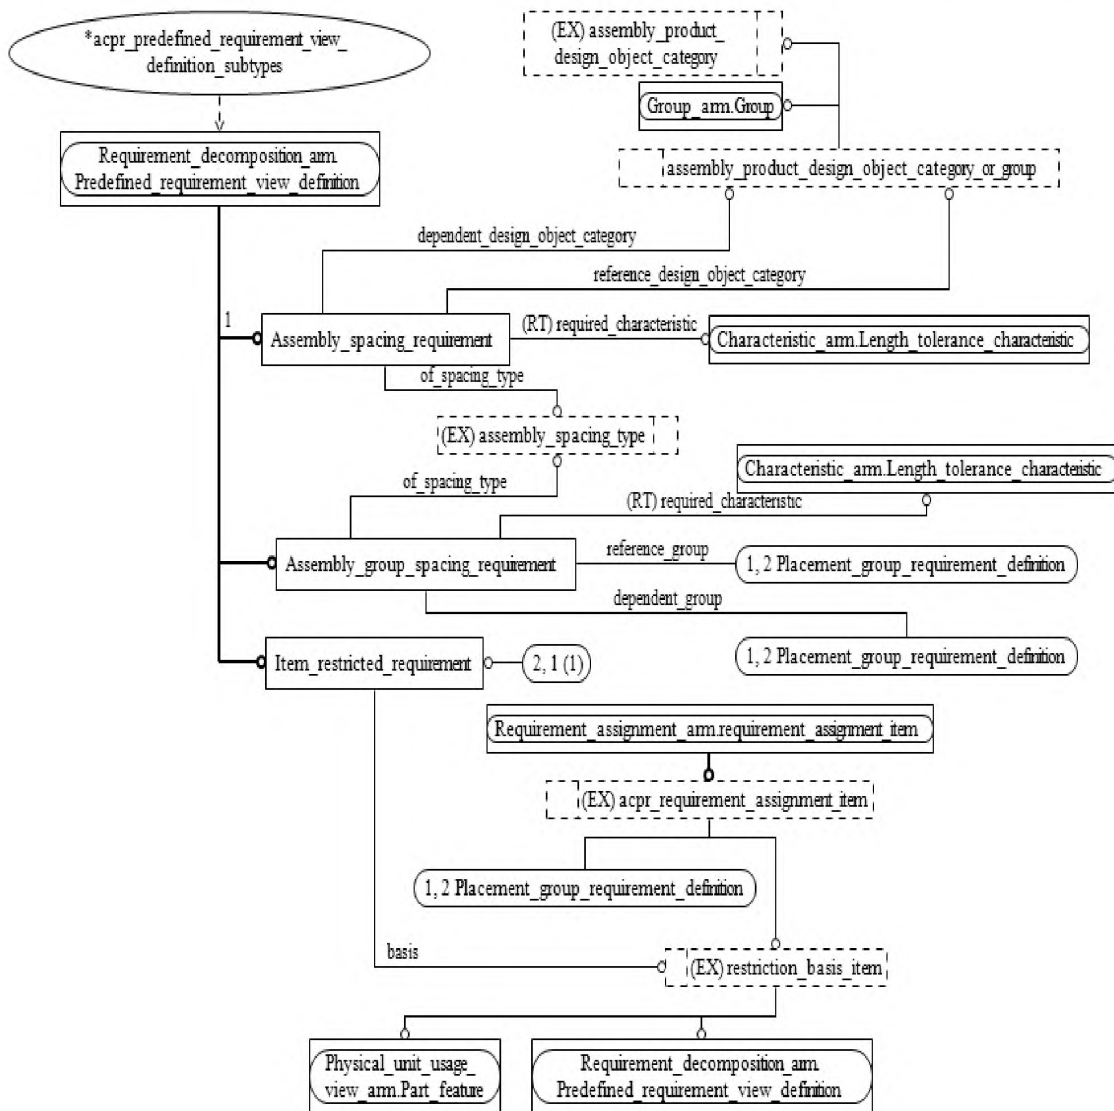 *acpr_predefined_requirement_view_
definition_subtypes
(EX) assembly_product_
design_object_category
Group_arm.Group
Requirement_decomposition_arm.
Predefined_requirement_view_definition
assembly_product_design_object_category_or_group
dependent_design_object_category
reference_design_object_category
1
Assembly_spacing_requirement
(RT) required_characteristic
Characteristic_arm.Length_tolerance_characteristic
of_spacing_type
(EX) assembly_spacing_type
Characteristic_arm.Length_tolerance_characteristic
of_spacing_type
(RT) required_characteristic
Assembly_group_spacing_requirement
reference_group
1, 2 Placement_group_requirement_definition
dependent_group
1, 2 Placement_group_requirement_definition
Item_restricted_requirement
2, 1 (1)
Requirement_assignment_arm.requirement_assignment_item
(EX) acpr_requirement_assignment_item
1, 2 Placement_group_requirement_definition
basis
(EX) restriction_basis_item
Physical_unit_usage_
view_arm.Part_feature
Requirement_decomposition_arm.
Predefined_requirement_view_definition